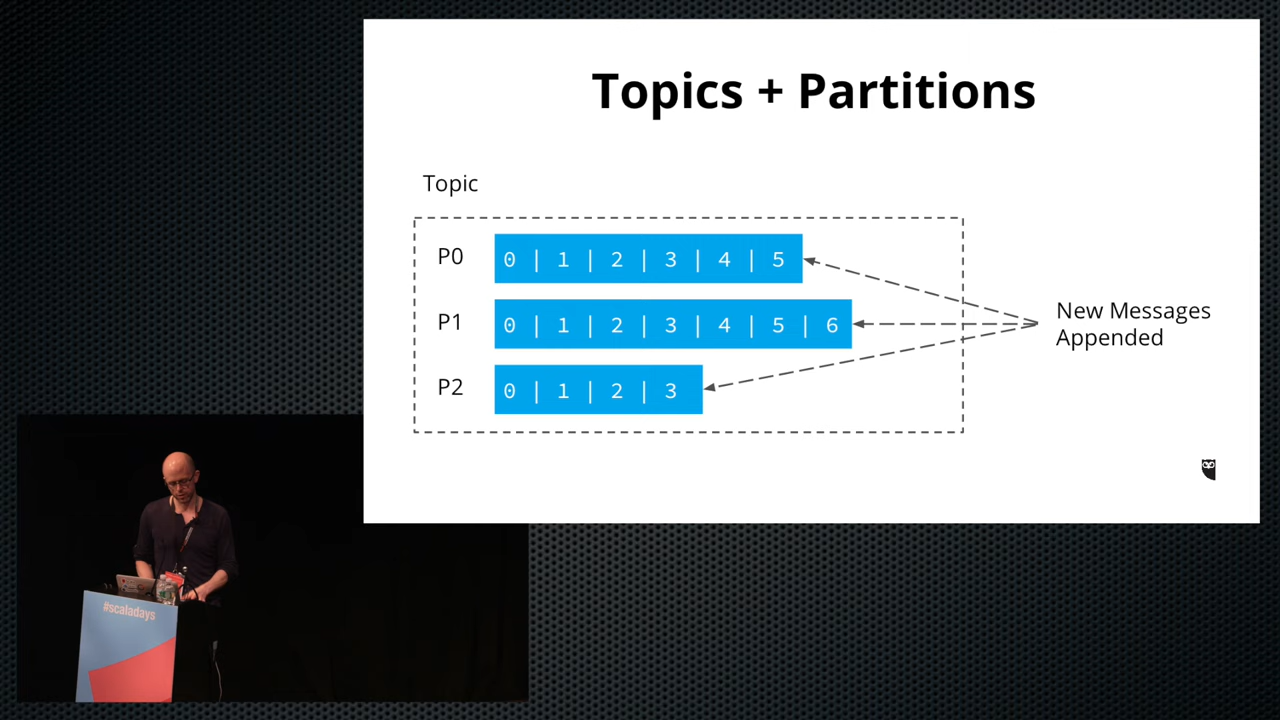 Topics + Partitions
Topic
P0
0 | 1 | 2 | 3 | 4 | 5
P1
0 | 1 | 2 | 3 | 4 | 5 | 6
P2
0 | 1 | 2 | 3
New Messages
Appended
#scaladays